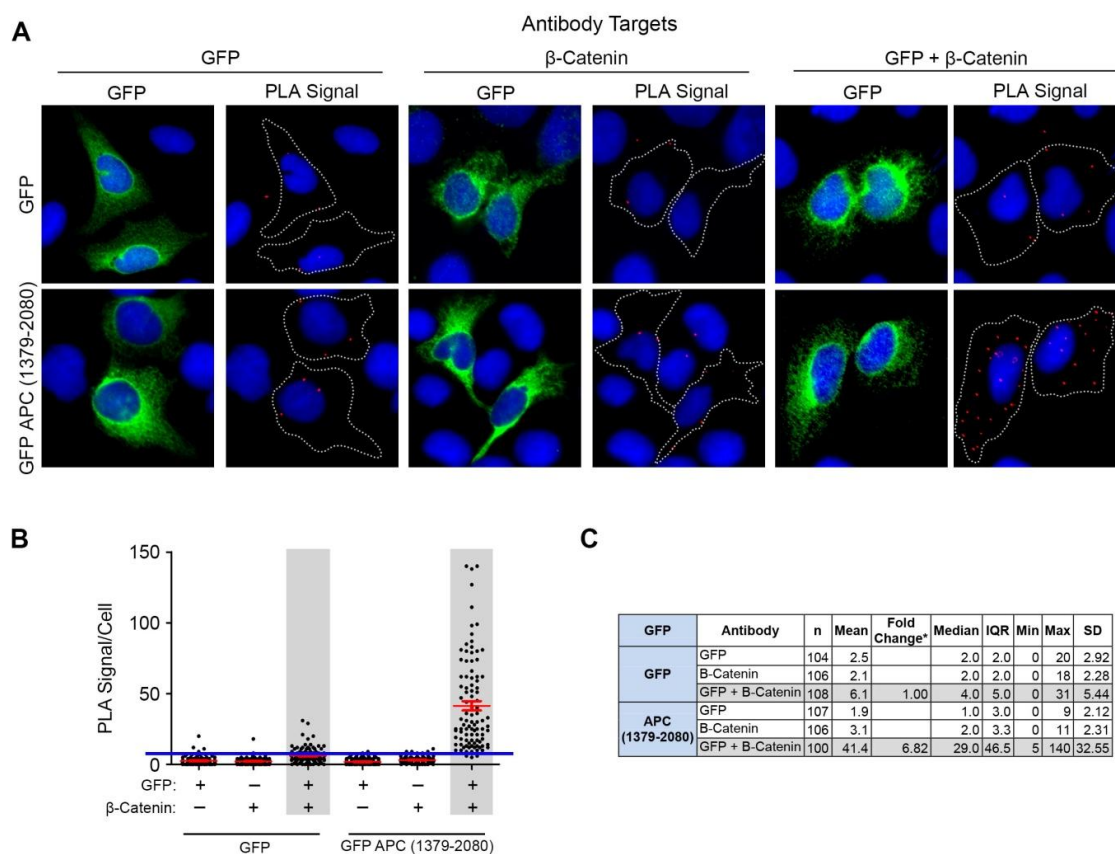 Antibody Targets
A
GFP
β-Catenin
GFP + β-Catenin
GFP
PLA Signal
GFP
PLA Signal
GFP
PLA Signal
GFP
GFP APC (1379-2080)
B
PLA Signal/Cell
150
100
50
0
GFP: + – + + – +
β-Catenin: – + + – + +
GFP
GFP APC (1379-2080)
C
GFP Antibody n Mean Fold Change* Median IQR Min Max SD
GFP
GFP 104 2.5 2.0 2.0 0 20 2.92
B-Catenin 106 2.1 2.0 2.0 0 18 2.28
GFP + B-Catenin 108 6.1 1.00 4.0 5.0 0 31 5.44
APC (1379-2080)
GFP 107 1.9 1.0 3.0 0 9 2.12
B-Catenin 106 3.1 2.0 3.3 0 11 2.31
GFP + B-Catenin 100 41.4 6.82 29.0 46.5 5 140 32.55